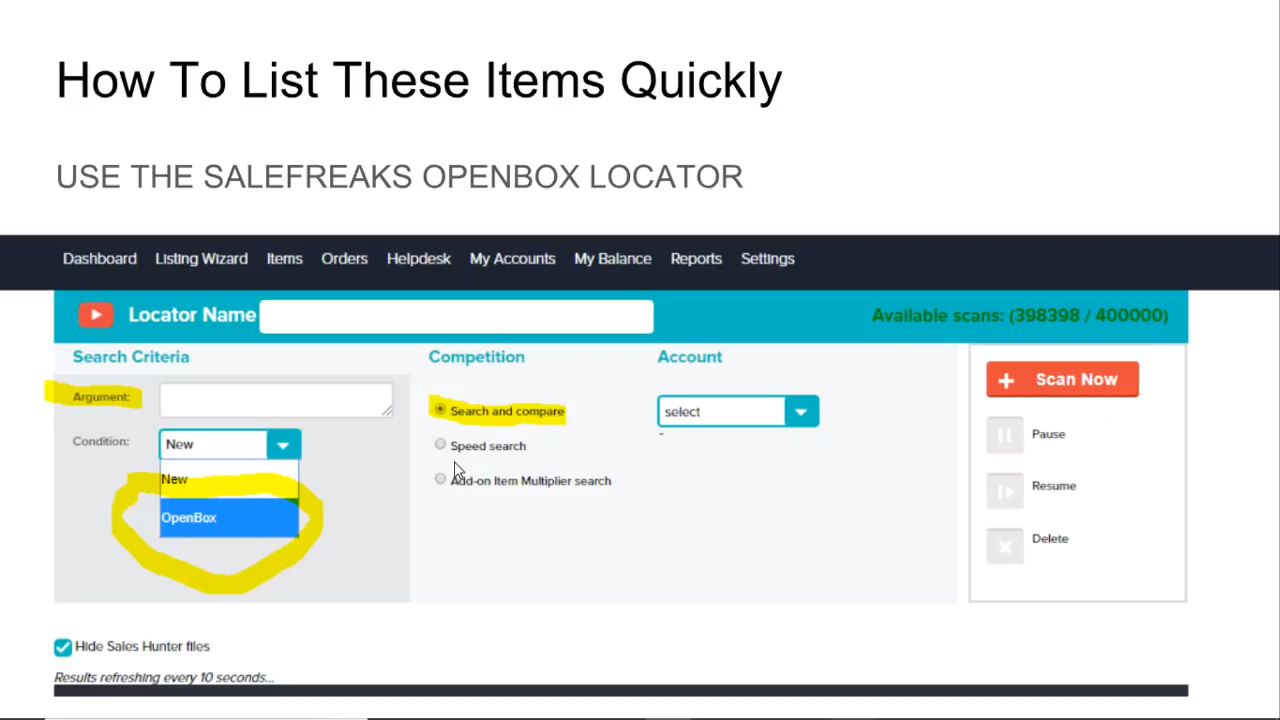 How To List These Items Quickly
USE THE SALEFREAKS OPENBOX LOCATOR
Dashboard Listing Wizard Items Orders Helpdesk My Accounts My Balance Reports Settings
Locator Name Available scans: (398398 / 400000)
Search Criteria Competition Account
+ Scan Now
Argument: Search and compare select
Condition: New Speed search Pause
New Add-on Item Multiplier search Resume
OpenBox
Delete
Hide Sales Hunter files
Results refreshing every 10 seconds...